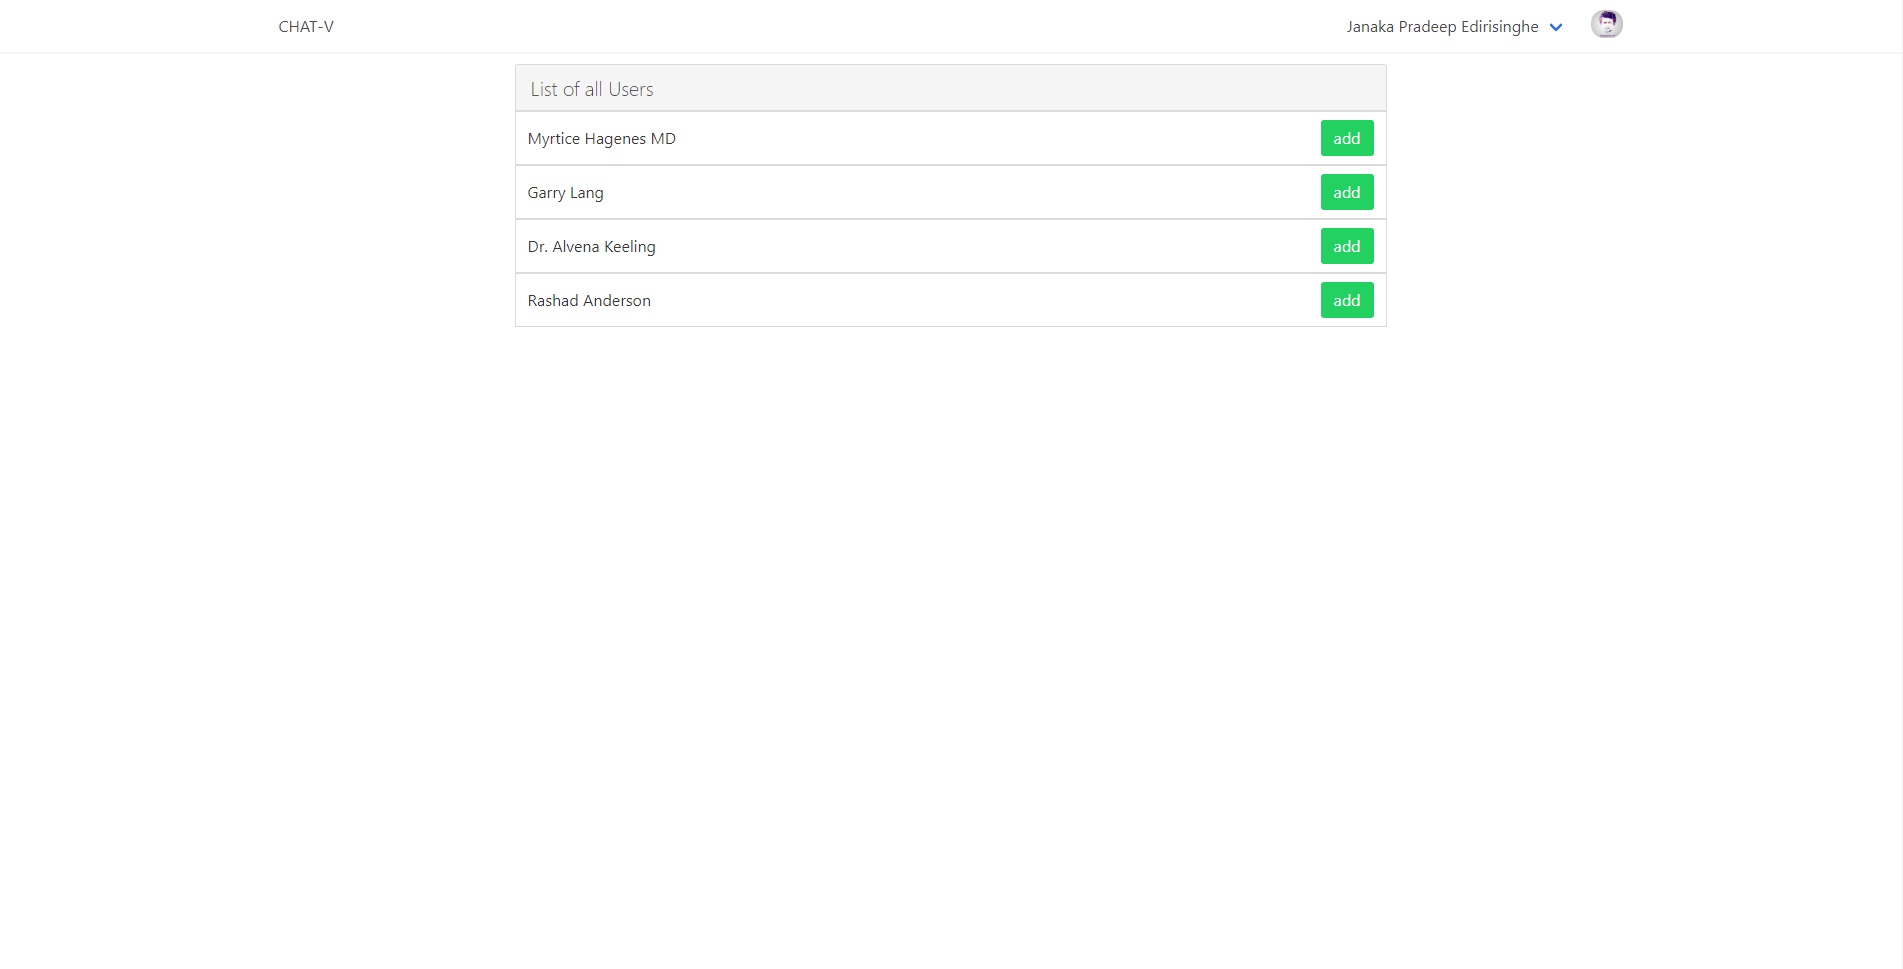 CHAT-V
Janaka Pradeep Edirisinghe
List of all Users
Myrtice Hagenes MD
add
Garry Lang
add
Dr. Alvena Keeling
add
Rashad Anderson
add